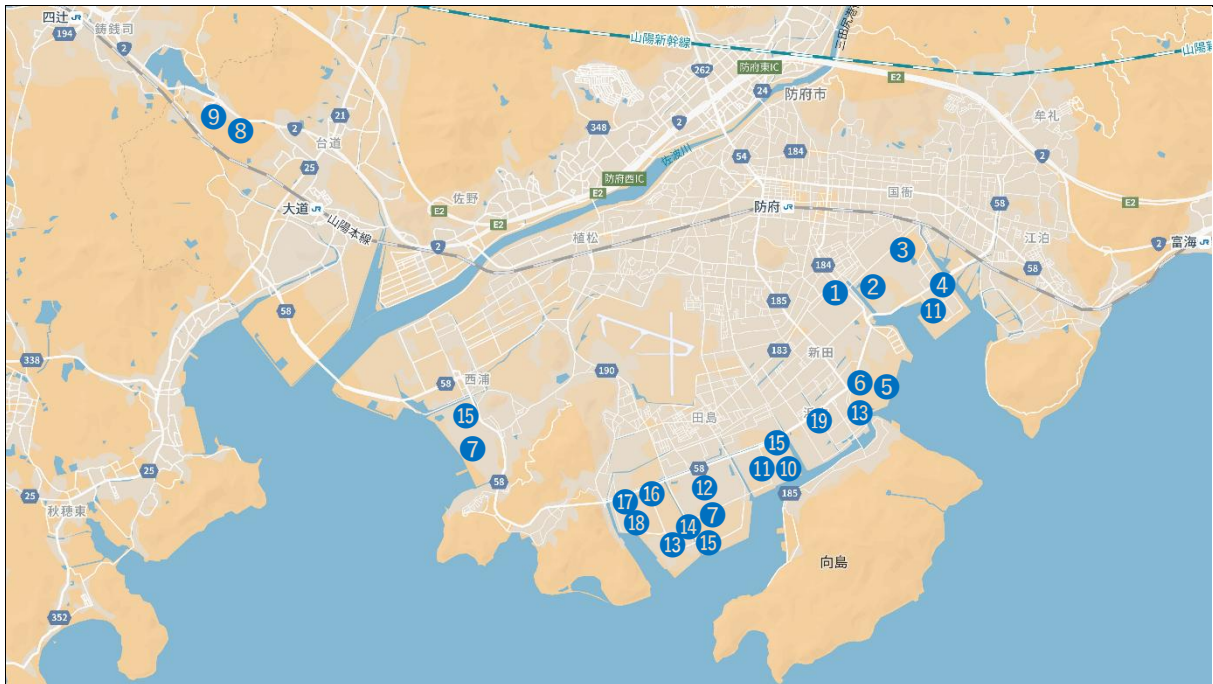 四辻 JR
鋳銭司
194
2
山陽新幹線
三田尻港
山陽新
防府東IC
262
E2
24
防府市
牟礼
9
8
21
2
台道
348
2
佐波川
54
184
2
25
防府西IC
E2
国衙
大道 JR
山陽本線
佐野
E2
E2
植松
防府 JR
58
E2
江泊
2
富海 JR
2
3
184
58
1
2
4
11
58
185
338
新田
183
190
58
西浦
6
5
15
田島
19
13
15
7
58
11
10
25
58
12
185
25
秋穂東
17
16
18
14
7
13
15
向島
352